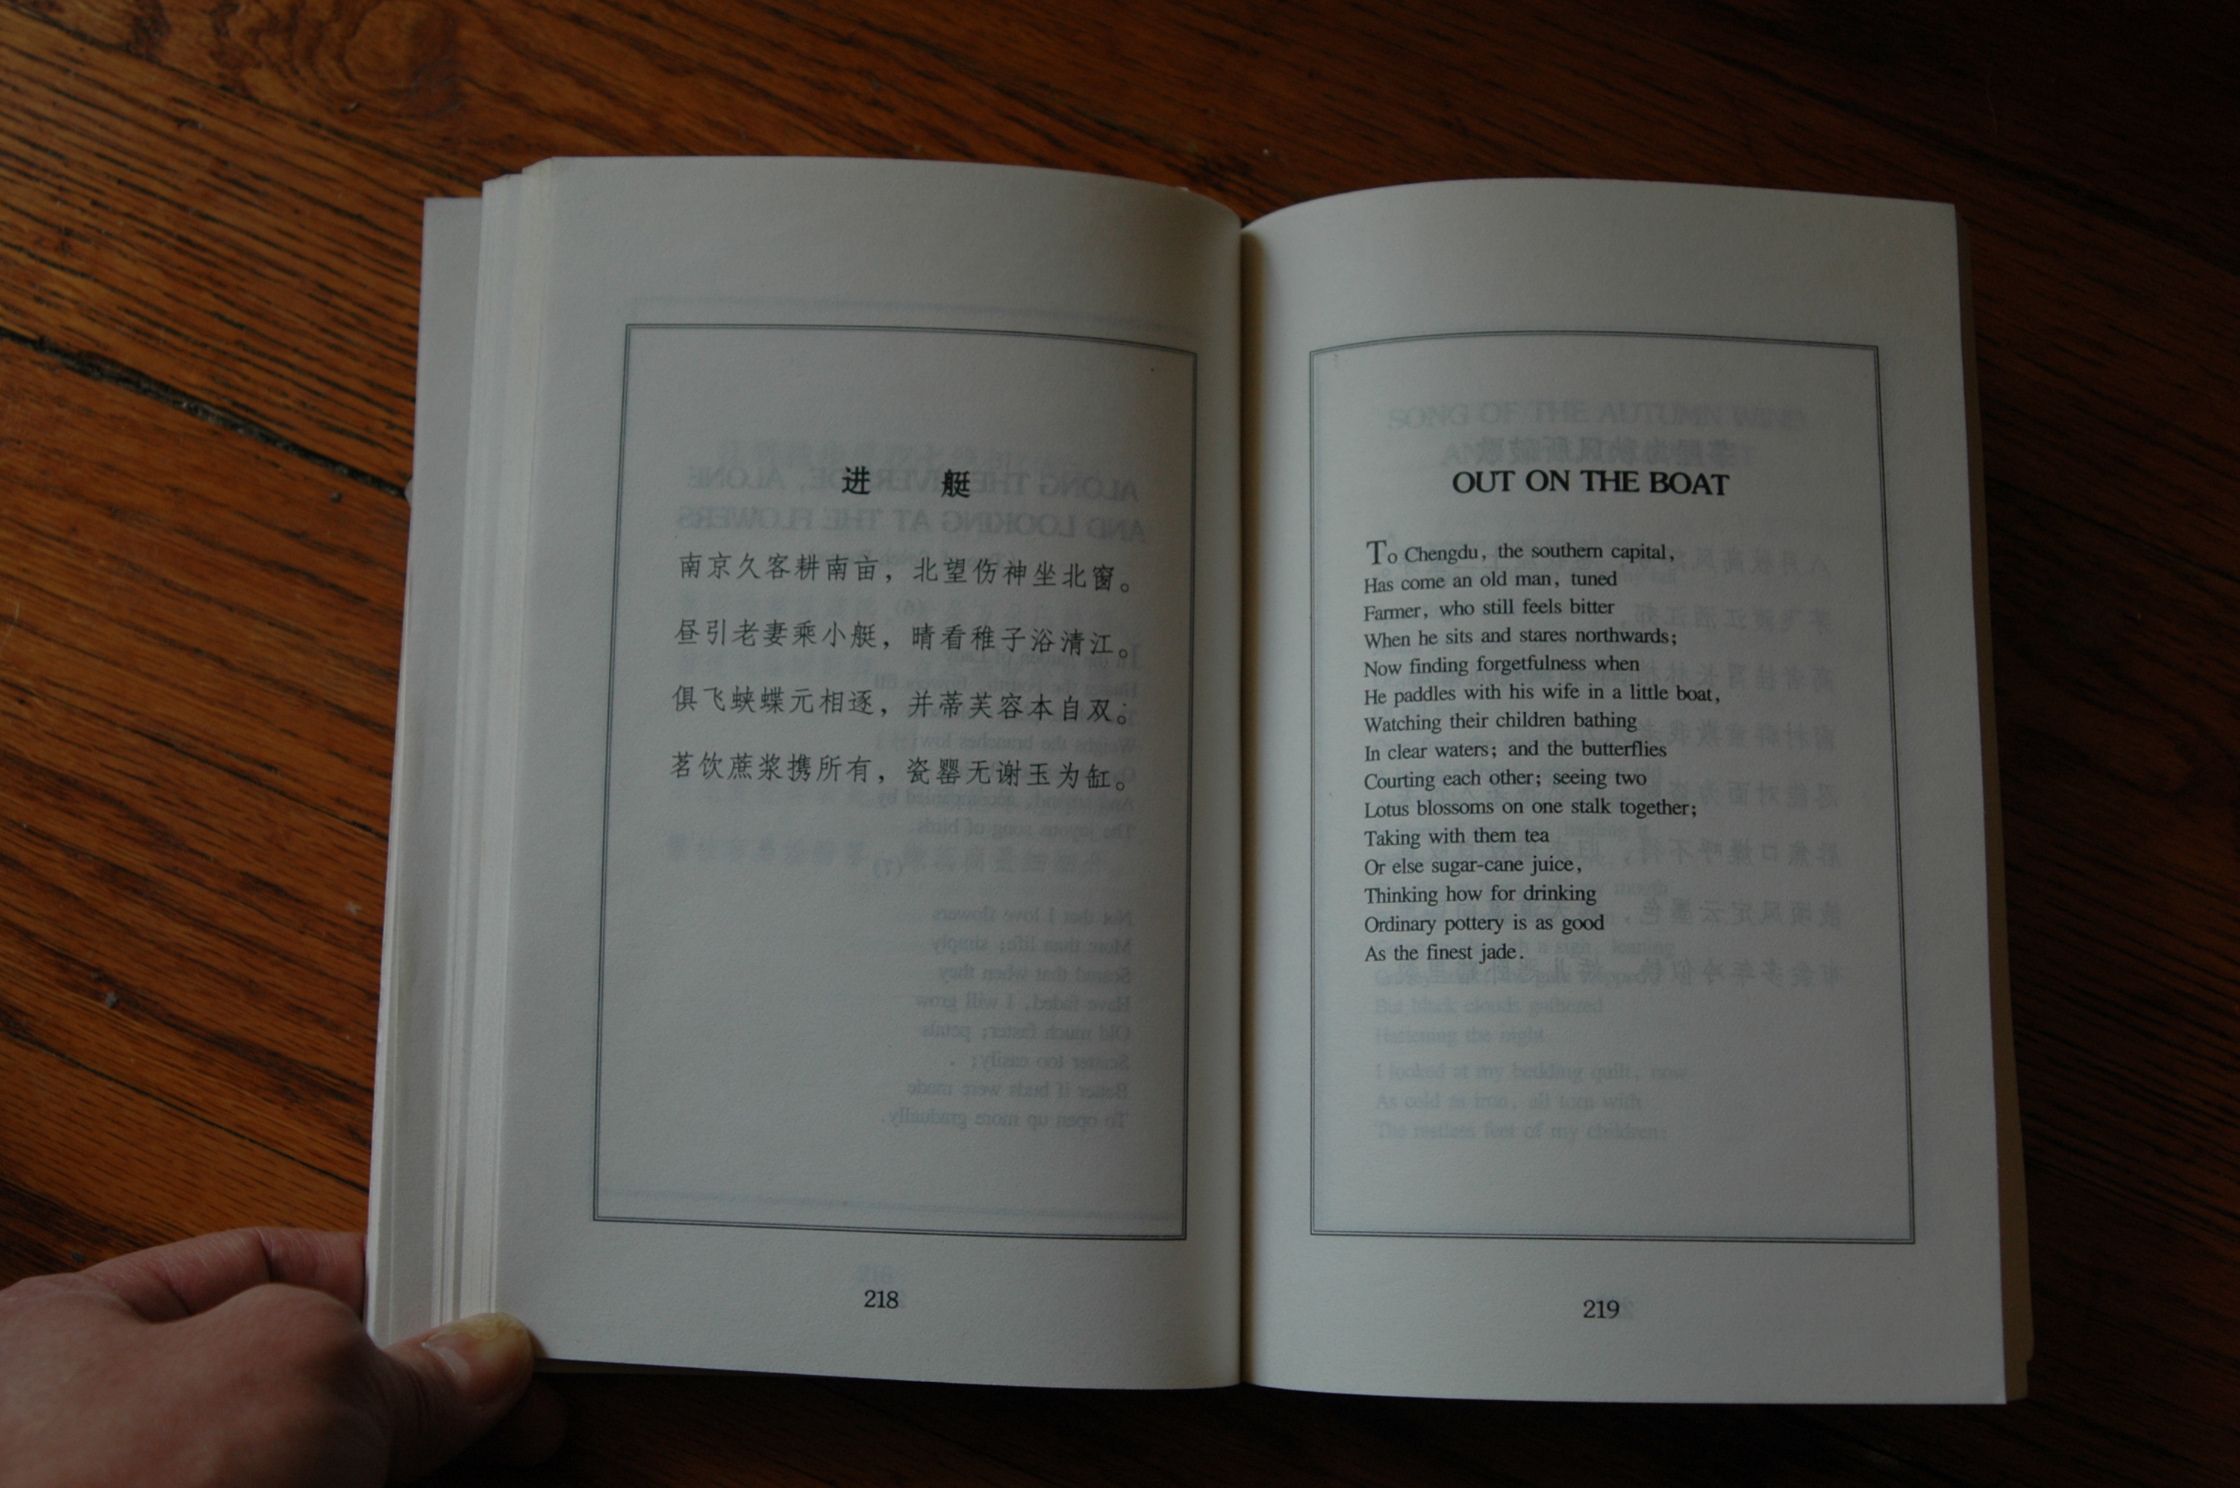 进 艇
南京久客耕南亩，北望伤神坐北窗。
昼引老妻乘小艇，晴看稚子浴清江。
俱飞蛱蝶元相逐，并蒂芙容本自双。
茗饮蔗浆携所有，瓷罂无谢玉为缸。
218
OUT ON THE BOAT
To Chengdu, the southern capital,
Has come an old man, tuned
Farmer, who still feels bitter
When he sits and stares northwards;
Now finding forgetfulness when
He paddles with his wife in a little boat,
Watching their children bathing
In clear waters; and the butterflies
Courting each other; seeing two
Lotus blossoms on one stalk together;
Taking with them tea
Or else sugar-cane juice,
Thinking how for drinking
Ordinary pottery is as good
As the finest jade.
219